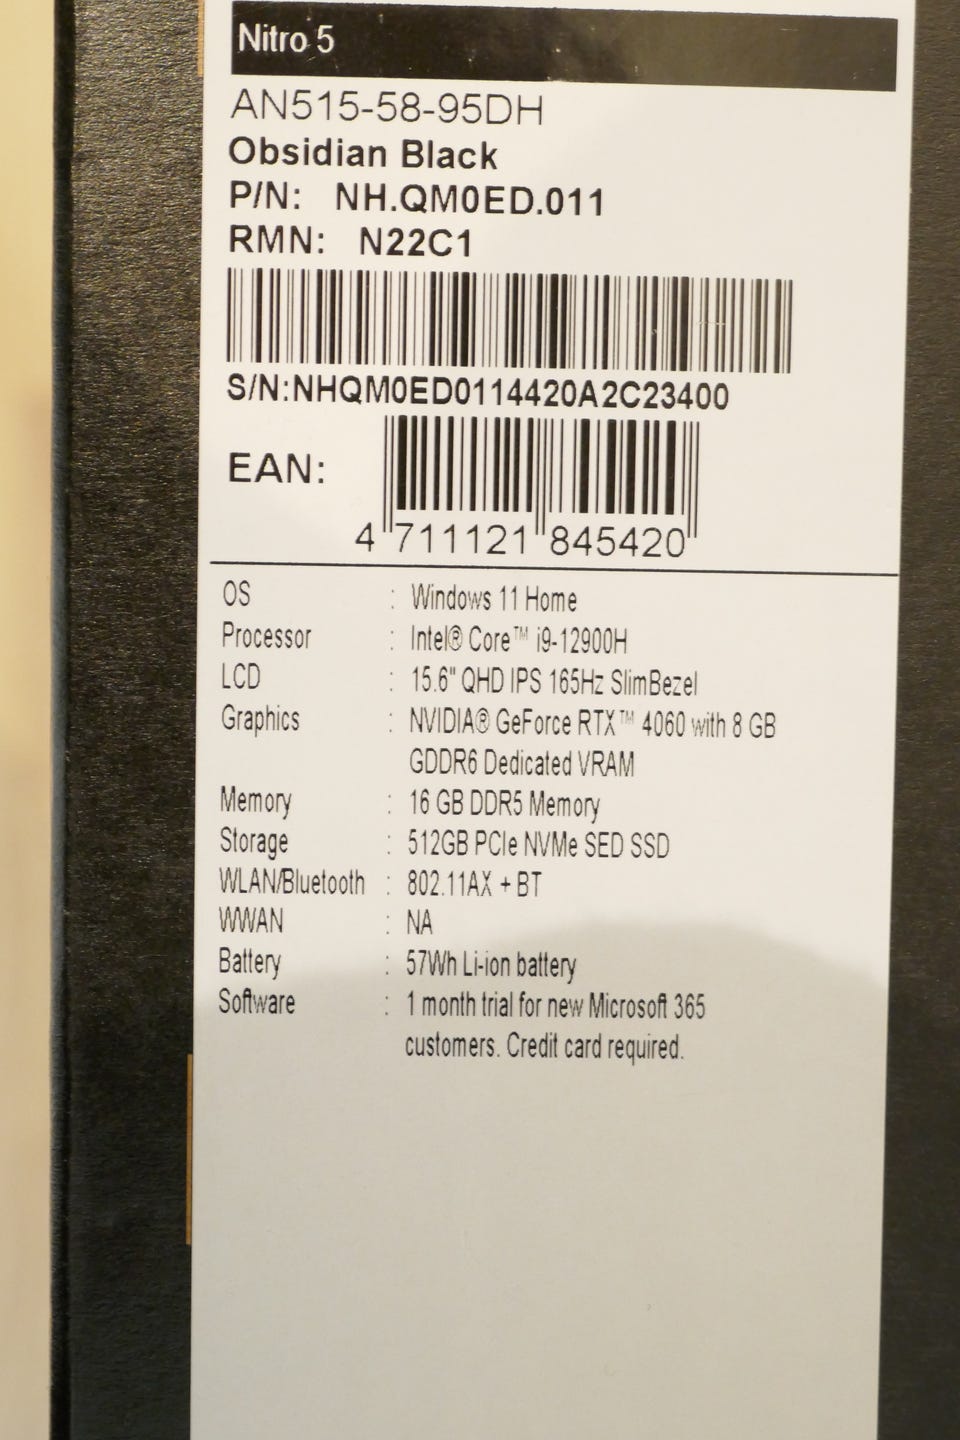 Nitro 5
AN515-58-95DH
Obsidian Black
P/N: NH.QM0ED.011
RMN: N22C1
S/N:NHQM0ED0114420A2C23400
EAN:
4 711121 845420
OS : Windows 11 Home
Processor : Intel® Core™ i9-12900H
LCD : 15.6" QHD IPS 165Hz SlimBezel
Graphics : NVIDIA® GeForce RTX™ 4060 with 8 GB
GDDR6 Dedicated VRAM
Memory : 16 GB DDR5 Memory
Storage : 512GB PCIe NVMe SED SSD
WLAN/Bluetooth : 802.11AX + BT
WWAN : NA
Battery : 57Wh Li-ion battery
Software : 1 month trial for new Microsoft 365
customers. Credit card required.